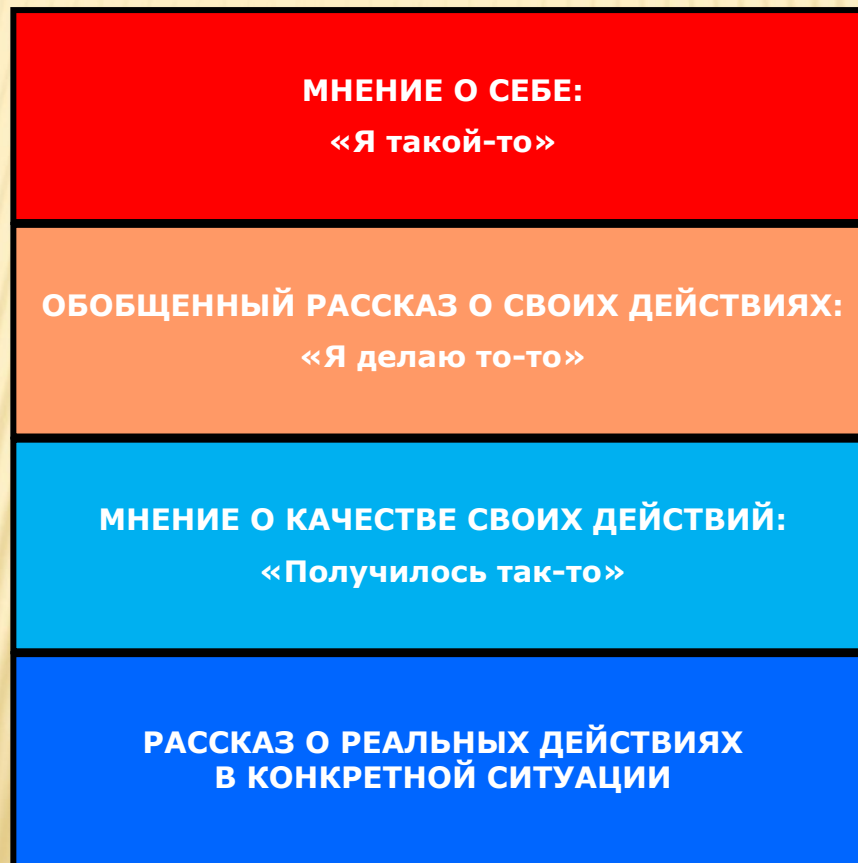 МНЕНИЕ О СЕБЕ:
«Я такой-то»
ОБОБЩЕННЫЙ РАССКАЗ О СВОИХ ДЕЙСТВИЯХ:
«Я делаю то-то»
МНЕНИЕ О КАЧЕСТВЕ СВОИХ ДЕЙСТВИЙ:
«Получилось так-то»
РАССКАЗ О РЕАЛЬНЫХ ДЕЙСТВИЯХ
В КОНКРЕТНОЙ СИТУАЦИИ